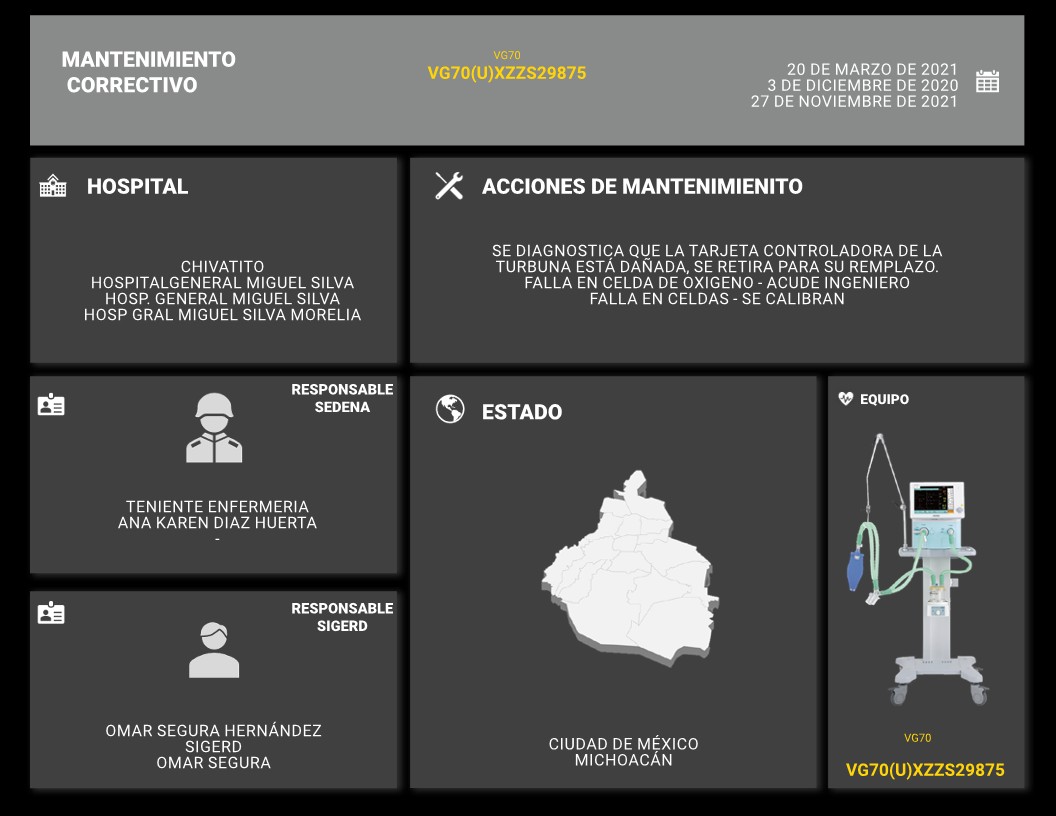 MANTENIMIENTO
CORRECTIVO
VG70
VG70(U)XZZS29875
20 DE MARZO DE 2021
3 DE DICIEMBRE DE 2020
27 DE NOVIEMBRE DE 2021
HOSPITAL
CHIVATITO
HOSPITALGENERAL MIGUEL SILVA
HOSP. GENERAL MIGUEL SILVA
HOSP GRAL MIGUEL SILVA MORELIA
ACCIONES DE MANTENIMIENITO
SE DIAGNOSTICA QUE LA TARJETA CONTROLADORA DE LA
TURBUNA ESTÁ DAÑADA, SE RETIRA PARA SU REMPLAZO.
FALLA EN CELDA DE OXIGENO - ACUDE INGENIERO
FALLA EN CELDAS - SE CALIBRAN
RESPONSABLE
SEDENA
TENIENTE ENFERMERIA
ANA KAREN DIAZ HUERTA
-
RESPONSABLE
SIGERD
OMAR SEGURA HERNÁNDEZ
SIGERD
OMAR SEGURA
ESTADO
CIUDAD DE MÉXICO
MICHOACÁN
EQUIPO
VG70
VG70(U)XZZS29875